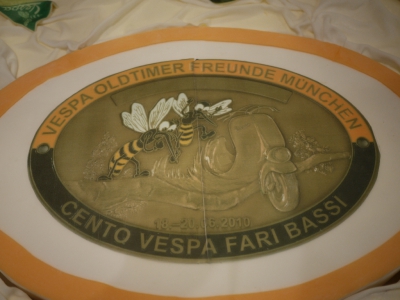 VESPA OLDTIMER FREUNDE MÜNCHEN
CENTO VESPA FARI BASSI